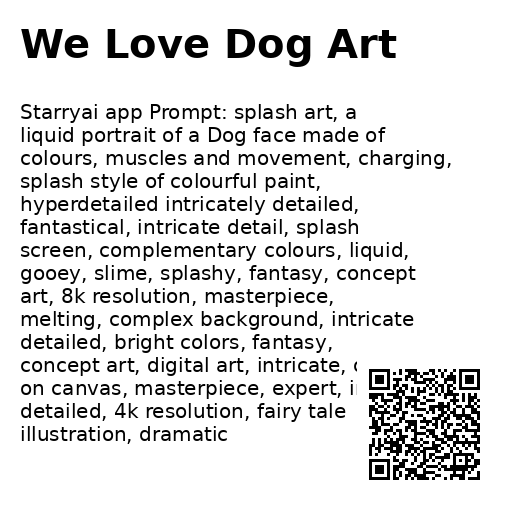 We Love Dog Art
Starryai app Prompt: splash art, a
liquid portrait of a Dog face made of
colours, muscles and movement, charging,
splash style of colourful paint,
hyperdetailed intricately detailed,
fantastical, intricate detail, splash
screen, complementary colours, liquid,
gooey, slime, splashy, fantasy, concept
art, 8k resolution, masterpiece,
melting, complex background, intricate
detailed, bright colors, fantasy,
concept art, digital art, intricate,
on canvas, masterpiece, expert,
detailed, 4k resolution, fairy tale
illustration, dramatic